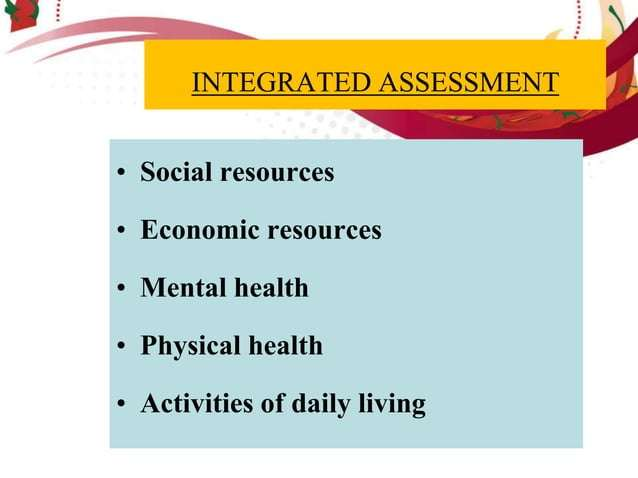 INTEGRATED ASSESSMENT
• Social resources
• Economic resources
• Mental health
• Physical health
• Activities of daily living